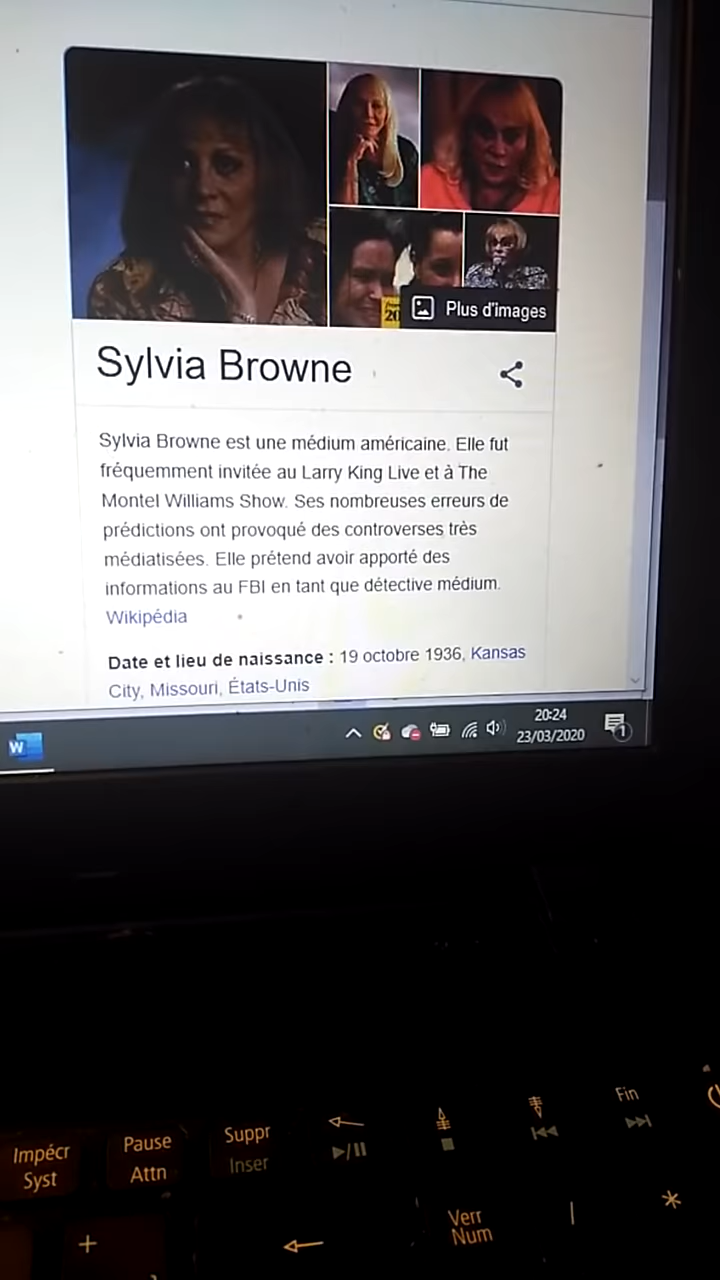 20
Plus d'images
Sylvia Browne
Sylvia Browne est une médium américaine. Elle fut
fréquemment invitée au Larry King Live et à The
Montel Williams Show. Ses nombreuses erreurs de
prédictions ont provoqué des controverses très
médiatisées. Elle prétend avoir apporté des
informations au FBI en tant que détective médium.
Wikipédia
Date et lieu de naissance : 19 octobre 1936, Kansas
City, Missouri, États-Unis
W
20:24
23/03/2020
1
Impécr
Syst
Pause
Attn
Suppr
Inser
Fin
Verr
Num
/
*
+